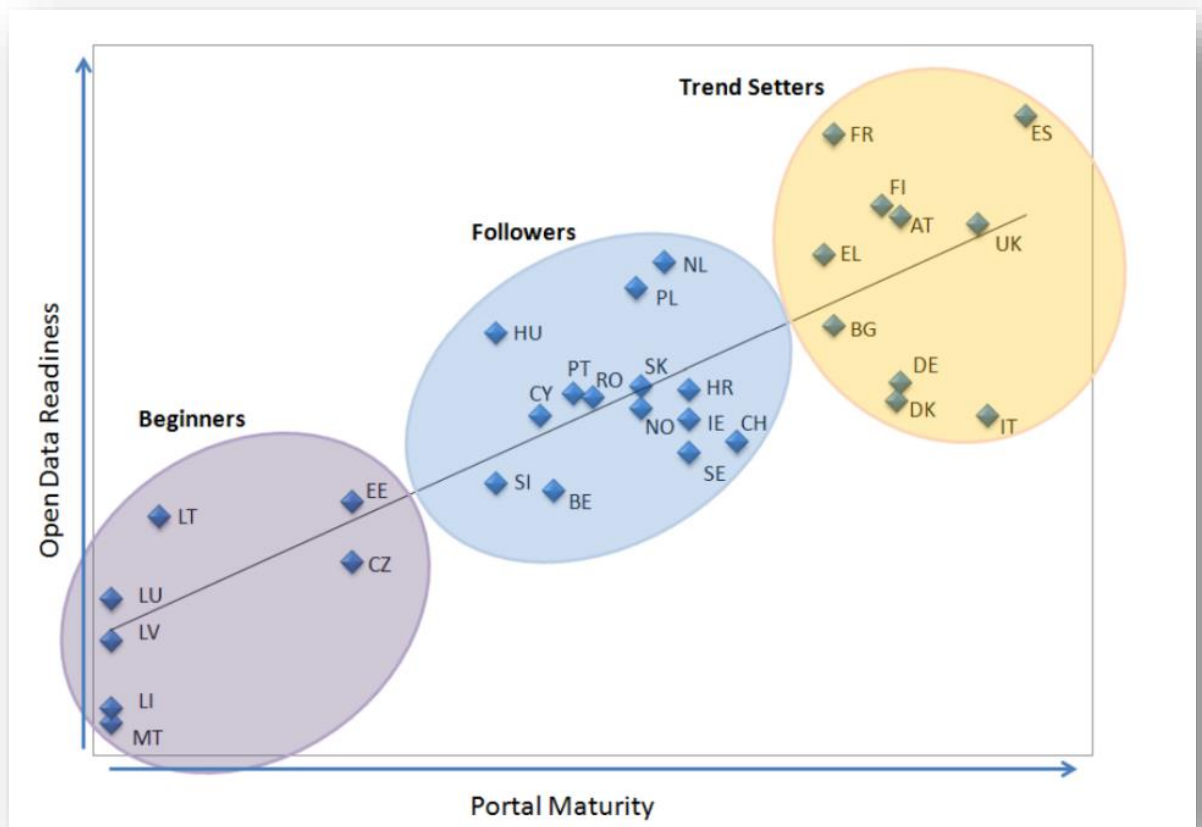 Trend Setters
ES
FR
FI
AT
UK
EL
Followers
NL
PL
BG
HU
DE
DK
IT
PT
RO
SK
HR
CY
NO
IE
CH
SE
SI
BE
Beginners
EE
LT
CZ
LU
LV
LI
MT
Open Data Readiness
Portal Maturity